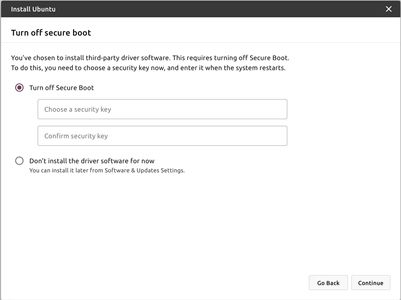 Install Ubuntu
Turn off secure boot
You've chosen to install third-party driver software. This requires turning off Secure Boot.
To do this, you need to choose a security key now, and enter it when the system restarts.
Turn off Secure Boot
Choose a security key
Confirm security key
Don't install the driver software for now
You can install it later from Software & Updates Settings.
Go Back
Continue